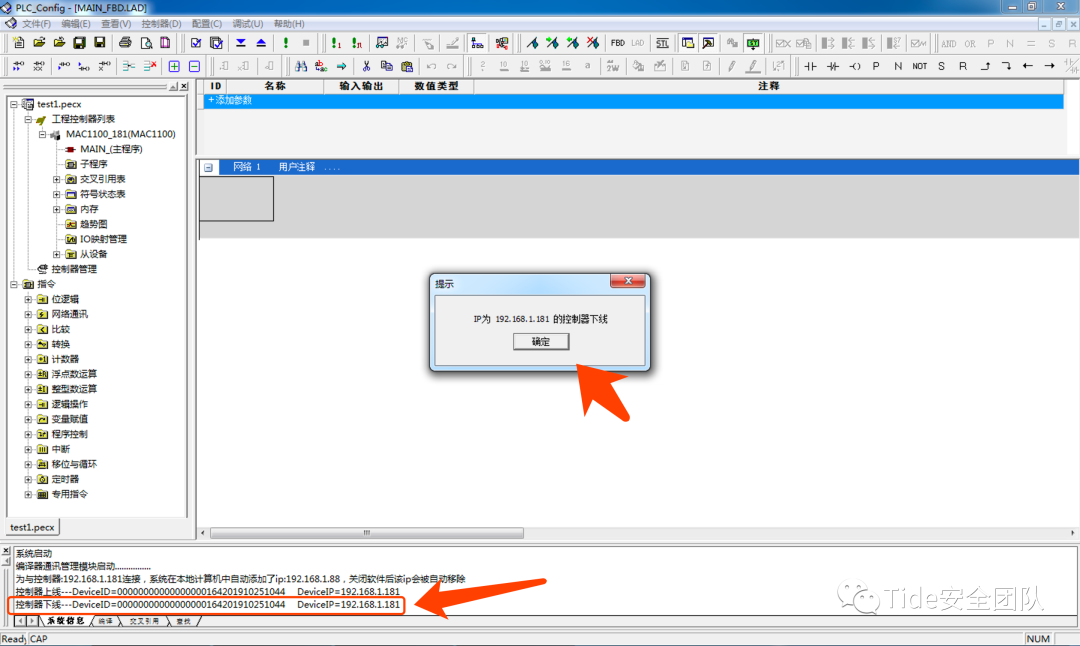 PLC_Config - [MAIN_FBD.LAD]
文件(F) 编辑(E) 查看(V) 控制器(D) 配置(C) 调试(U) 帮助(H)
FBD LAD STL AND OR P N = S R
P N NOT S R
ID 名称 输入输出 数值类型 注释
+添加参数
网络 1 用户注释 ....
test1.pecx
工程控制器列表
MAC1100_181(MAC1100)
MAIN_(主程序)
子程序
交叉引用表
符号状态表
内存
趋势图
IO映射管理
从设备
控制器管理
指令
位逻辑
网络通讯
比较
转换
计数器
浮点数运算
整型数运算
逻辑操作
变量赋值
程序控制
中断
移位与循环
定时器
专用指令
test1.pecx
提示
IP为 192.168.1.181 的控制器下线
确定
系统启动
编译器通讯管理模块启动...............
为与控制器:192.168.1.181连接，系统在本地计算机中自动添加了ip:192.168.1.88，关闭软件后该ip会被自动移除
控制器上线---DeviceID=00000000000000000164201910251044 DeviceIP=192.168.1.181
控制器下线---DeviceID=00000000000000000164201910251044 DeviceIP=192.168.1.181
系统信息 编译 交叉引用 查找
Ready CAP NUM
Tide安全团队